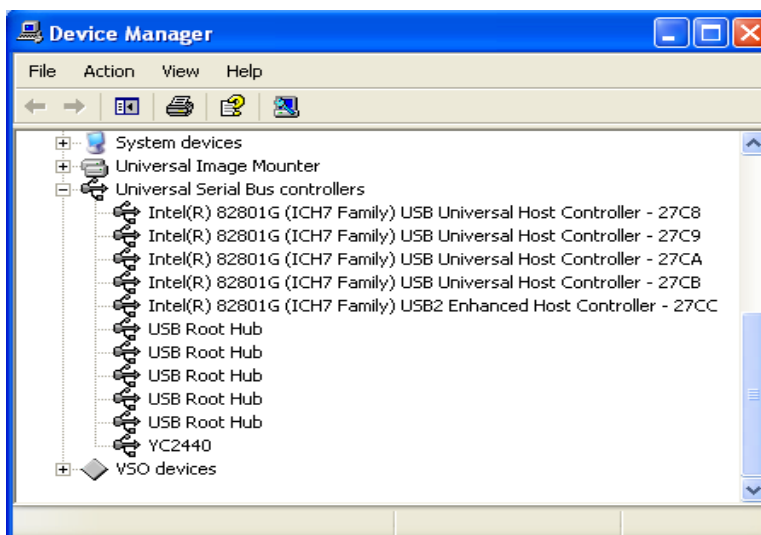 Device Manager
File Action View Help
System devices
Universal Image Mounter
Universal Serial Bus controllers
Intel(R) 82801G (ICH7 Family) USB Universal Host Controller - 27C8
Intel(R) 82801G (ICH7 Family) USB Universal Host Controller - 27C9
Intel(R) 82801G (ICH7 Family) USB Universal Host Controller - 27CA
Intel(R) 82801G (ICH7 Family) USB Universal Host Controller - 27CB
Intel(R) 82801G (ICH7 Family) USB2 Enhanced Host Controller - 27CC
USB Root Hub
USB Root Hub
USB Root Hub
USB Root Hub
USB Root Hub
YC2440
VSO devices